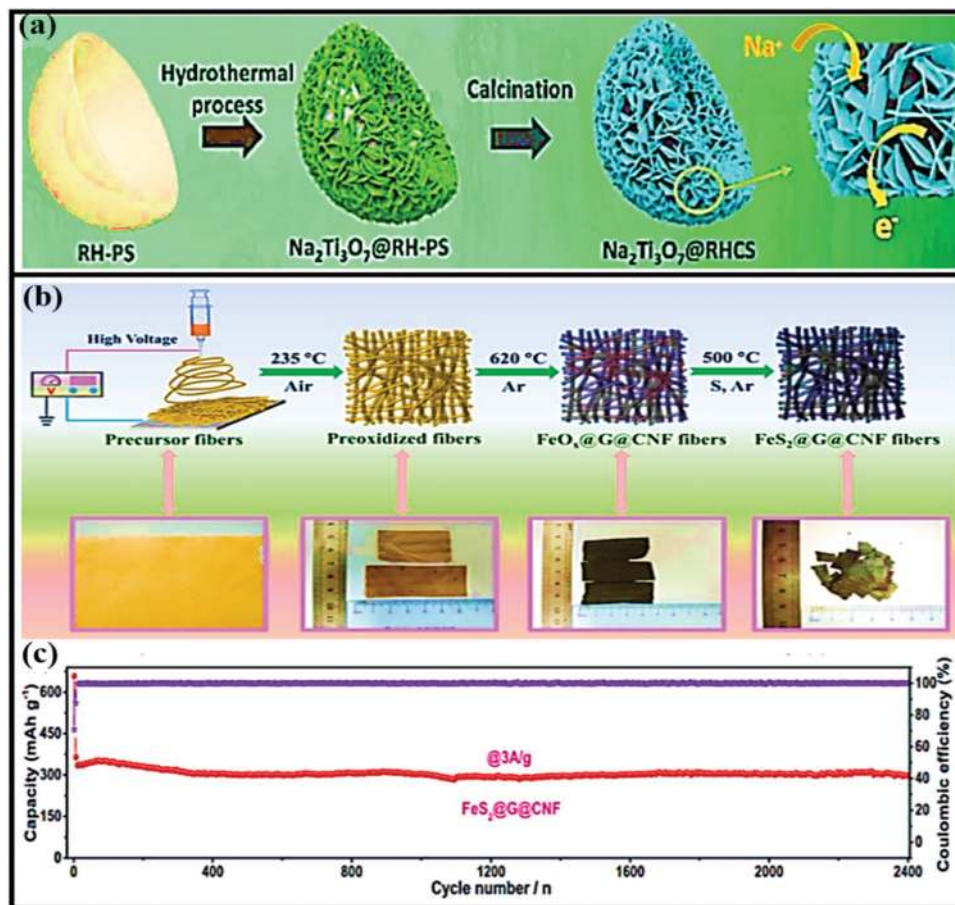 (a)
Hydrothermal
process
Calcination
Na⁺
e⁻
RH-PS
Na₂Ti₃O₇@RH-PS
Na₂Ti₃O₇@RHCS
(b)
High Voltage
V
235 °C
Air
620 °C
Ar
500 °C
S, Ar
Precursor fibers
Preoxidized fibers
FeOₓ@G@CNF fibers
FeS₂@G@CNF fibers
(c)
Capacity (mAh g⁻¹)
600
450
300
150
0
@3A/g
FeS₂@G@CNF
100
80
60
40
20
0
Coulombic efficiency (%)
0
400
800
1200
1600
2000
2400
Cycle number / n